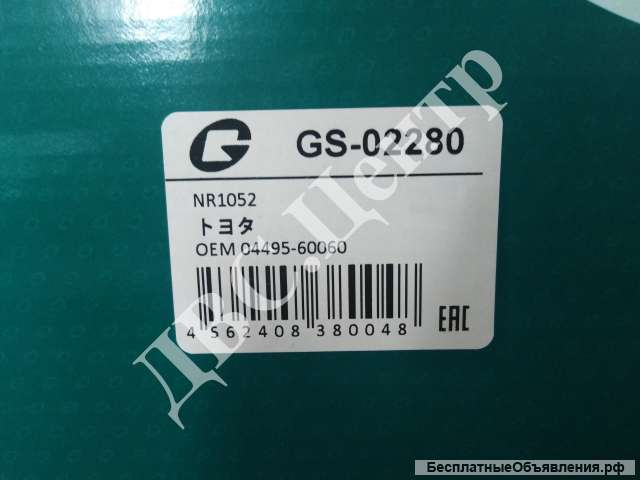 G GS-02280
NR1052
トヨタ
OEM 04495-60060
4 562408 380048
EAC
ДВС.Центр
БесплатныеОбъявления.рф